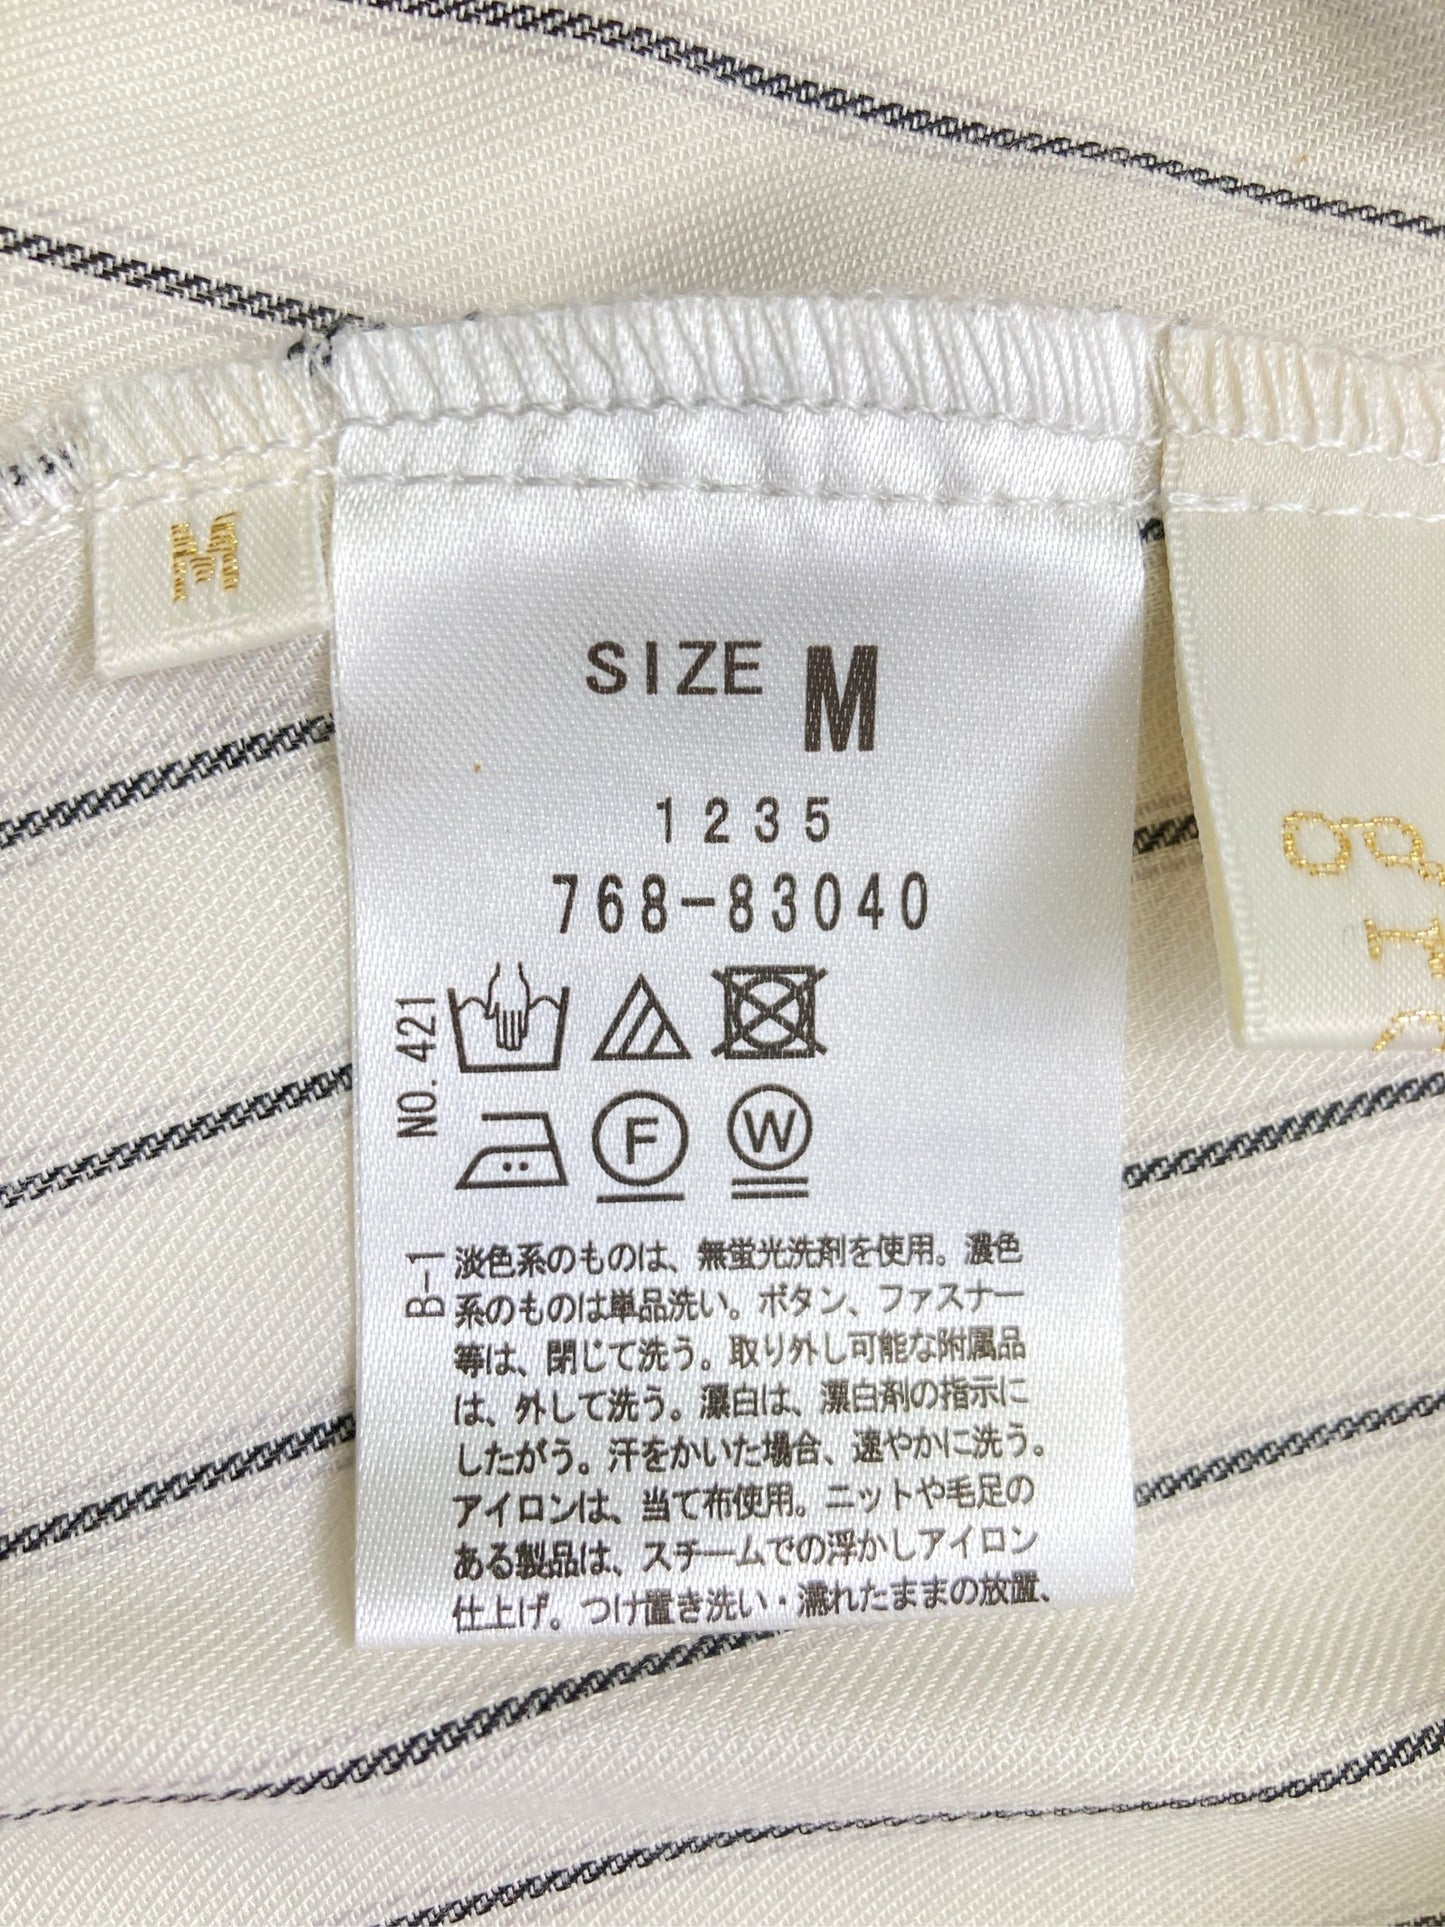 M
SIZE M
1235
768-83040
NO. 421
F
W
B-1
淡色系のものは、無蛍光洗剤を使用。濃色
系のものは単品洗い。ボタン、ファスナー
等は、閉じて洗う。取り外し可能な附属品
は、外して洗う。漂白は、漂白剤の指示に
したがう。汗をかいた場合、速やかに洗う。
アイロンは、当て布使用。ニットや毛足の
ある製品は、スチームでの浮かしアイロン
仕上げ。つけ置き洗い・濡れたままの放置、